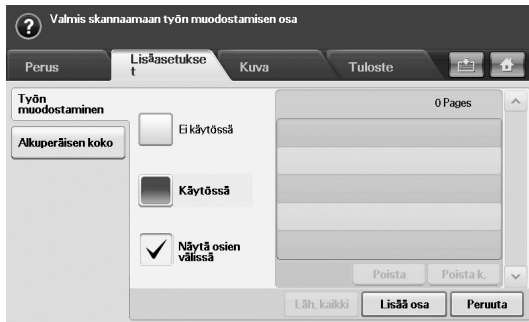 ?
Valmis skannaamaan työn muodostamisen osa
Perus
Lisäasetukse
t
Kuva
Tuloste
Työn
muodostaminen
Alkuperäisen koko
Ei käytössä
Käytössä
Näytä osien
välissä
0 Pages
Poista
Poista k.
Läh. kaikki
Lisää osa
Peruuta